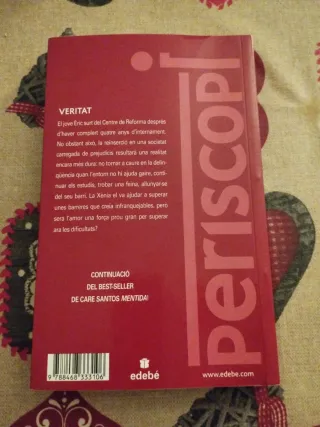 VERITAT
El jove Èric surt del Centre de Reforma després
d'haver complert quatre anys d'internament.
No obstant això, la reinserció en una societat
carregada de prejudicis resultarà una realitat
encara més dura: no tornar a caure en la delin-
qüència quan l'entorn no hi ajuda gaire, conti-
nuar els estudis, trobar una feina, allunyar-se
del seu barri. La Xènia el va ajudar a superar
unes barreres que creia infranquejables, però
serà l'amor una força prou gran per superar
ara les dificultats?
CONTINUACIÓ
DEL BEST-SELLER
DE CARE SANTOS MENTIDA!
9 788468 333106
edebé
www.edebe.com
periscopi